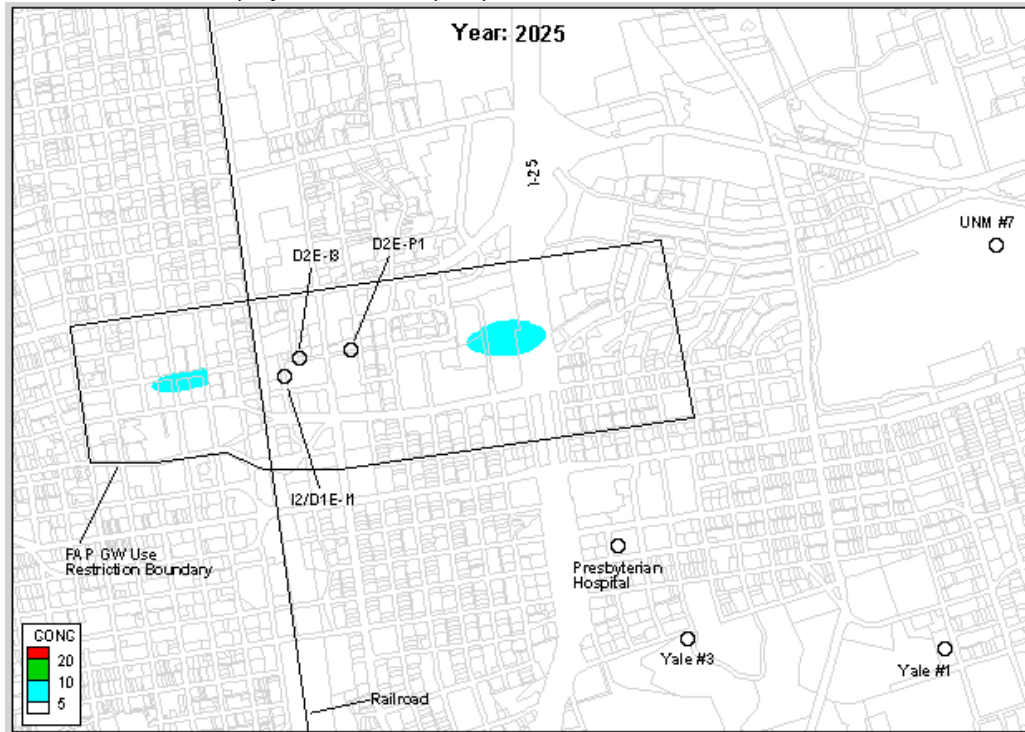 Year: 2025
I-25
UNM #7
D2E-P1
D2E-I3
I2/D1E-I1
FAP GW Use
Restriction Boundary
Presbyterian
Hospital
Yale #3
Yale #1
Railroad
CONC
20
10
5